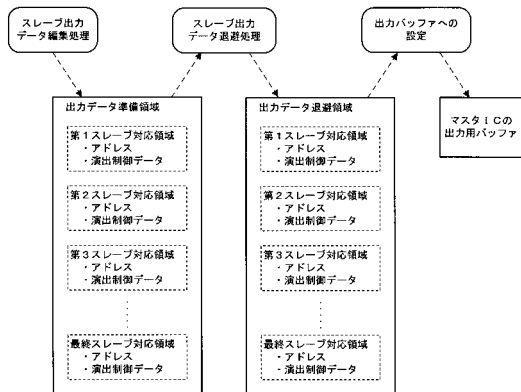 スレーブ出力
データ編集処理
スレーブ出力
データ退避処理
出力バッファへの
設定
出力データ準備領域
第1スレーブ対応領域
・アドレス
・演出制御データ
第2スレーブ対応領域
・アドレス
・演出制御データ
第3スレーブ対応領域
・アドレス
・演出制御データ
最終スレーブ対応領域
・アドレス
・演出制御データ
出力データ退避領域
第1スレーブ対応領域
・アドレス
・演出制御データ
第2スレーブ対応領域
・アドレス
・演出制御データ
第3スレーブ対応領域
・アドレス
・演出制御データ
最終スレーブ対応領域
・アドレス
・演出制御データ
マスタICの
出力用バッファ